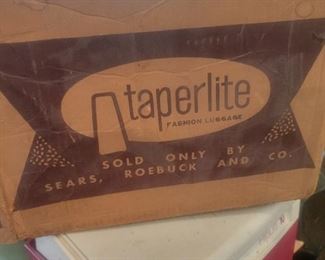 taperlite
FASHION LUGGAGE
SOLD ONLY BY
SEARS, ROEBUCK AND CO.